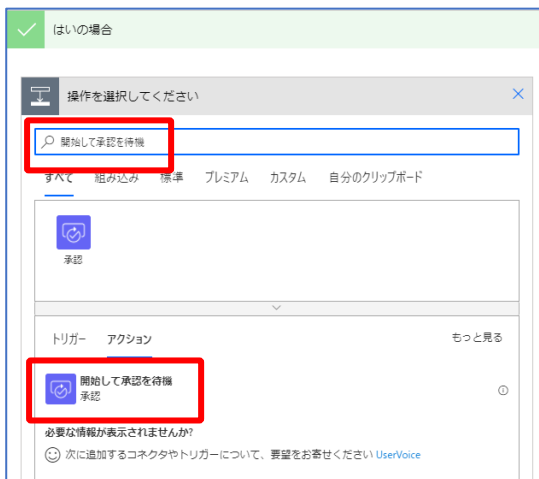 はいの場合
操作を選択してください
開始して承認を待機
すべて 組み込み 標準 プレミアム カスタム 自分のクリップボード
承認
トリガー アクション もっと見る
開始して承認を待機
承認
必要な情報が表示されませんか?
次に追加するコネクタやトリガーについて、要望をお寄せください UserVoice